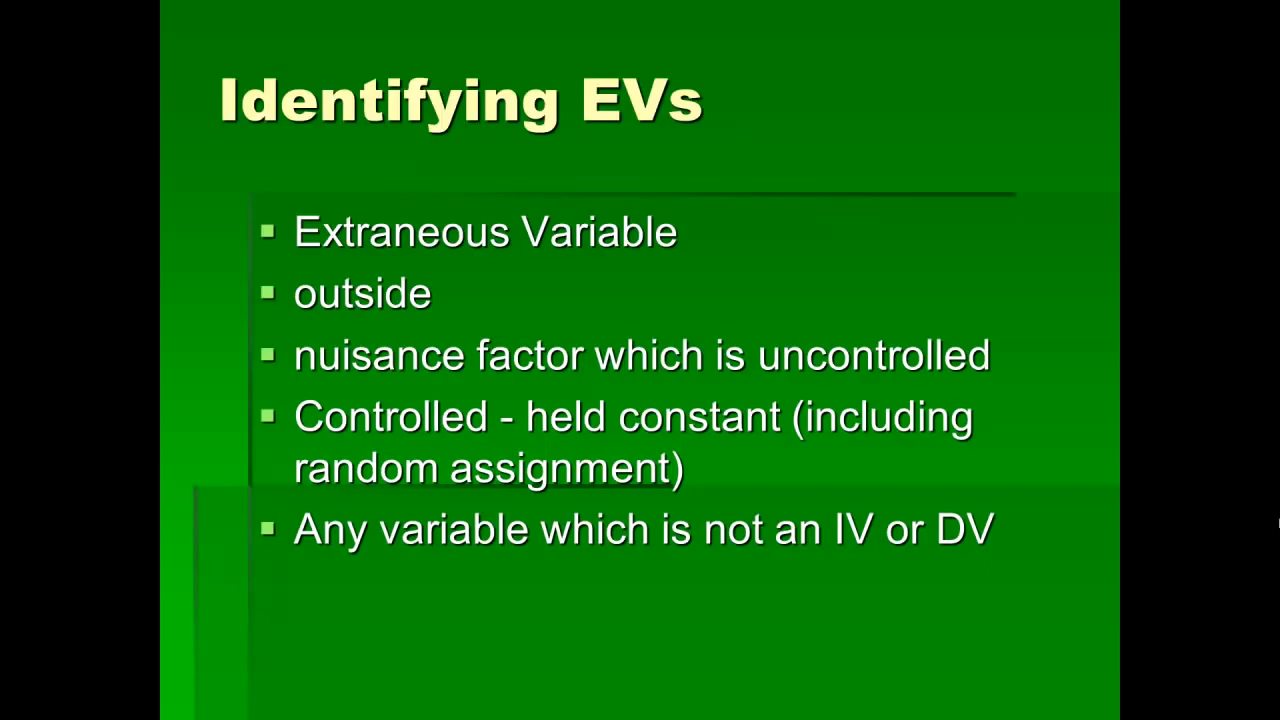 Identifying EVs
▪ Extraneous Variable
▪ outside
▪ nuisance factor which is uncontrolled
▪ Controlled - held constant (including
random assignment)
▪ Any variable which is not an IV or DV